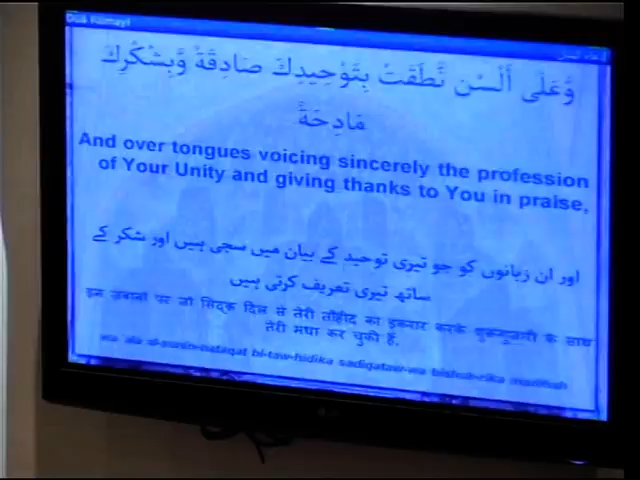 Dua Kumayl
وَّعَلَى أَلْسُنٍ نَّطَقَتْ بِتَوْحِيدِكَ صَادِقَةً وَّبِشُكْرِكَ
مَادِحَةً
And over tongues voicing sincerely the profession
of Your Unity and giving thanks to You in praise,
اور ان زبانوں کو جو تیری توحید کے بیان میں سجی ہیں اور شکر کے
ساتھ تیری تعریف کرتی ہیں
इन ज़बानों पर जो सिद्क़ दिल से तेरी तौहीद का इक़रार करके शुक्रगुज़ारी के साथ
तेरी मधा कर चुकी हैं,
wa 'ala al-sunin-nataqat bi-taw-hidika sadiqataw-wa bishuk-rika madihah